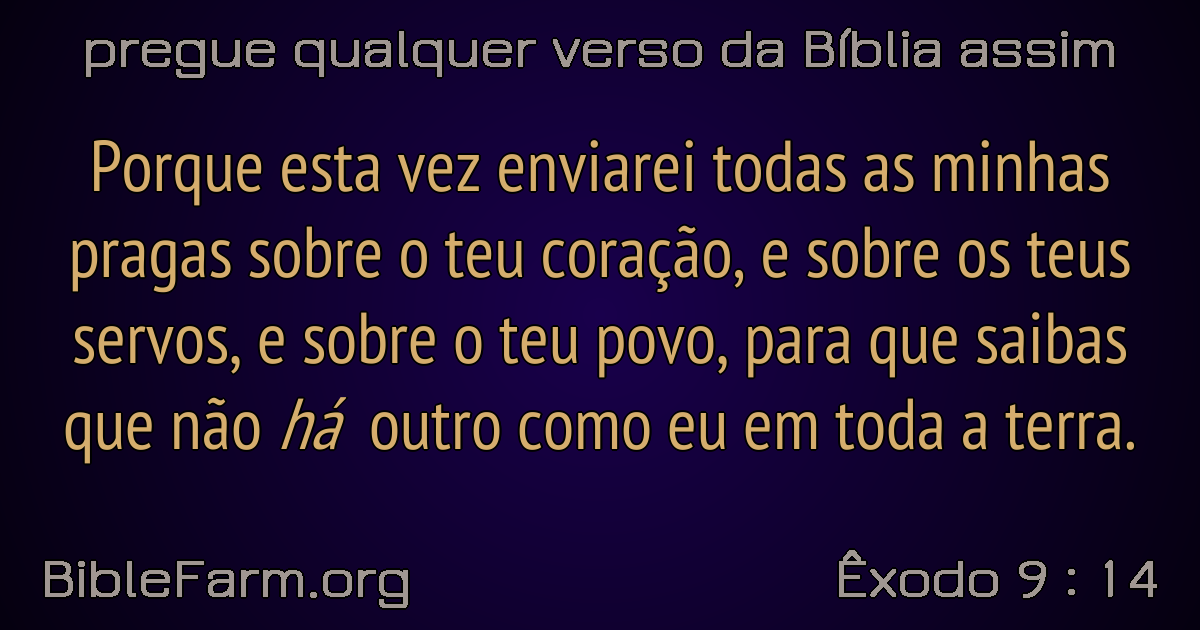 pregue qualquer verso da Bíblia assim
Porque esta vez enviarei todas as minhas
pragas sobre o teu coração, e sobre os teus
servos, e sobre o teu povo, para que saibas
que não há outro como eu em toda a terra.
BibleFarm.org
Êxodo 9 : 14